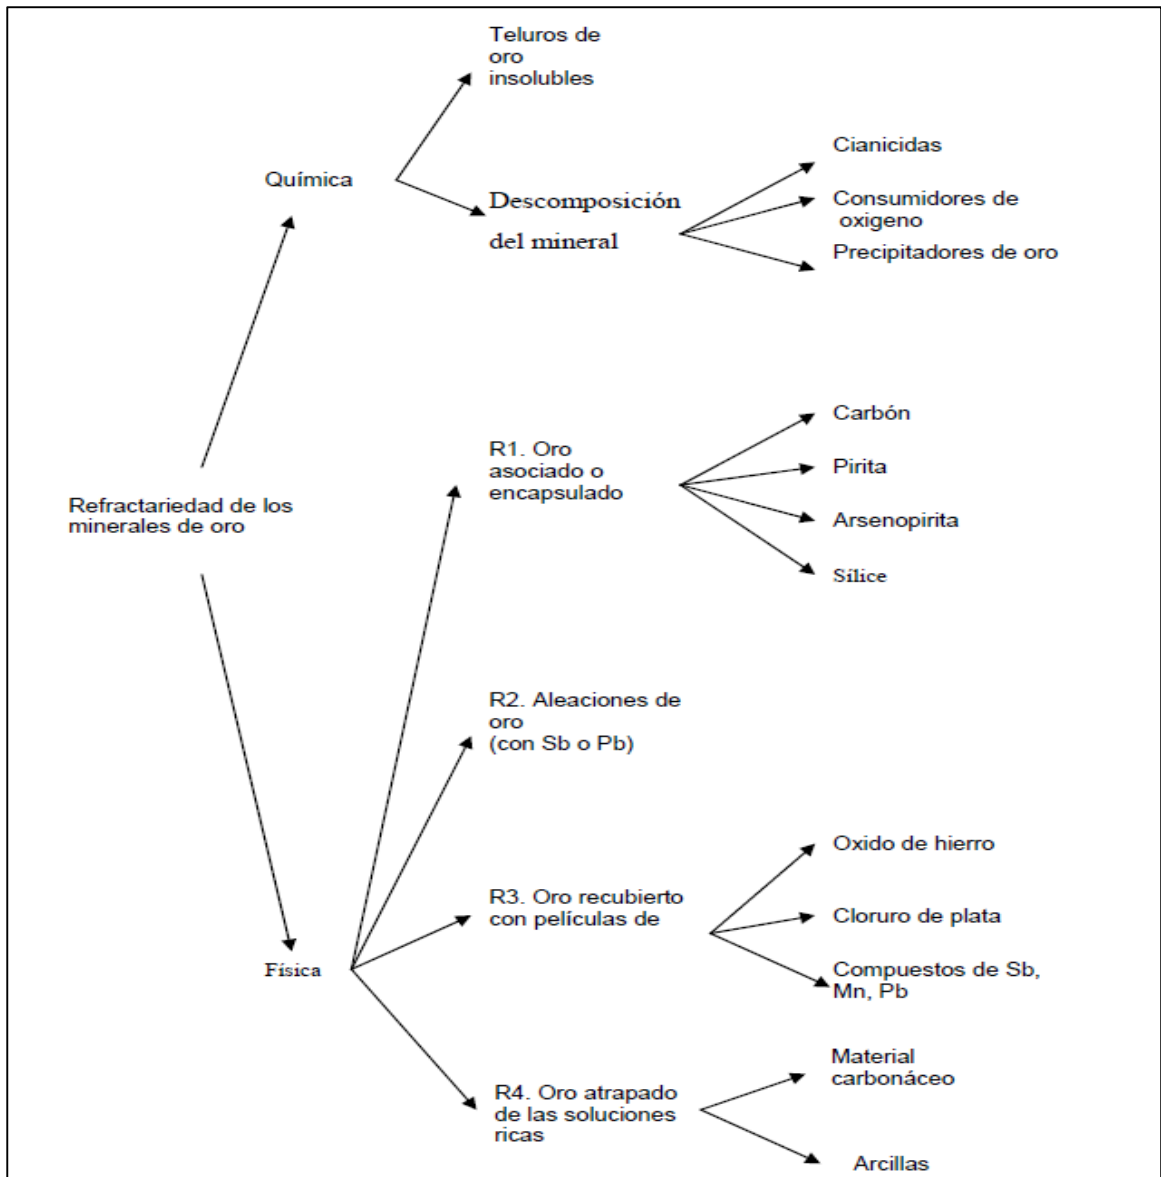 Teluros de
oro
insolubles
Química
Descomposición
del mineral
Cianicidas
Consumidores de
oxigeno
Precipitadores de oro
Refractariedad de los
minerales de oro
R1. Oro
asociado o
encapsulado
Carbón
Pirita
Arsenopirita
Sílice
R2. Aleaciones de
oro
(con Sb o Pb)
Física
R3. Oro recubierto
con películas de
Oxido de hierro
Cloruro de plata
Compuestos de Sb,
Mn, Pb
R4. Oro atrapado
de las soluciones
ricas
Material
carbonáceo
Arcillas